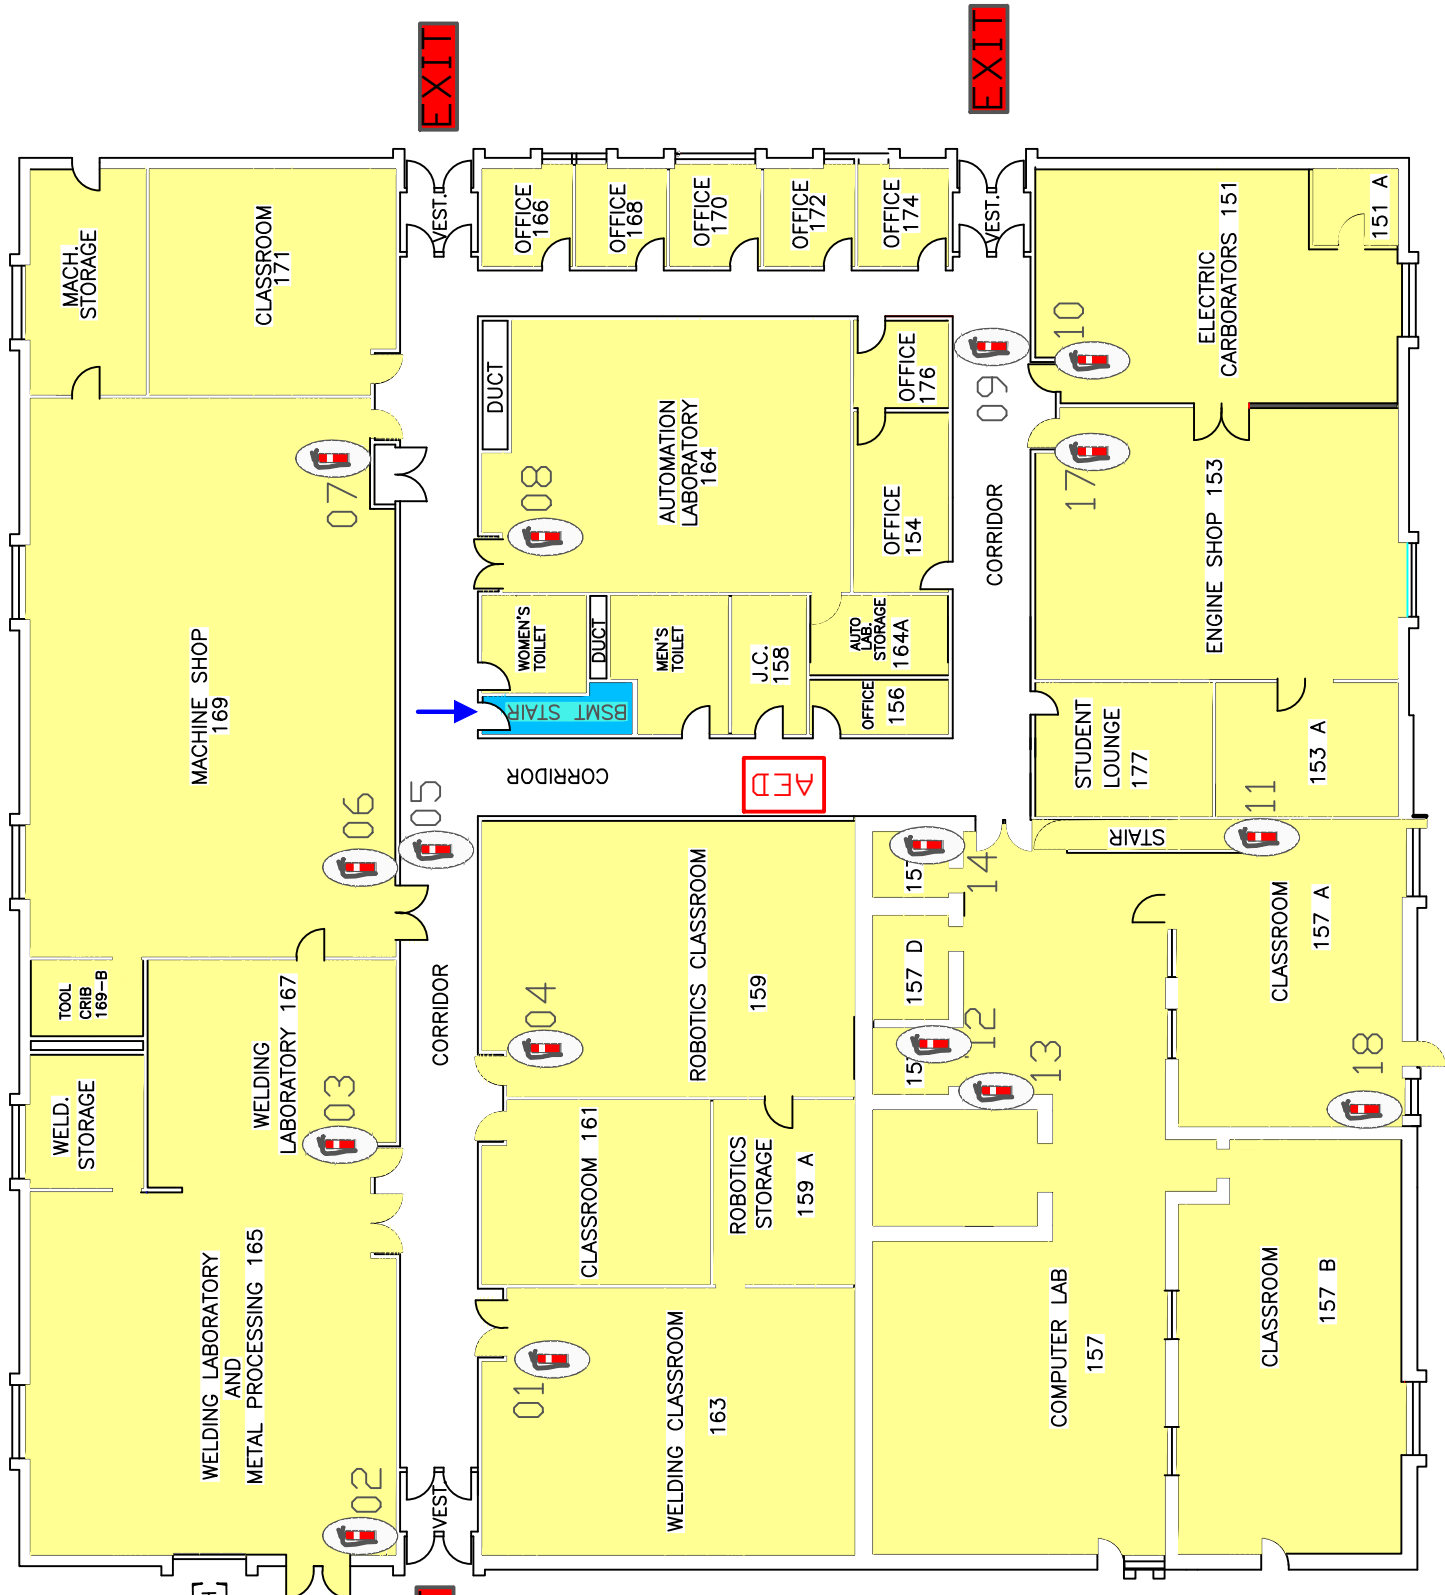 EXIT
EXIT
VEST.
VEST.
MACH.
STORAGE
CLASSROOM
171
OFFICE
166
OFFICE
168
OFFICE
170
OFFICE
172
OFFICE
174
ELECTRIC
CARBORATORS 151
151 A
DUCT
AUTOMATION
LABORATORY
164
OFFICE
176
09
10
07
08
OFFICE
154
CORRIDOR
17
ENGINE SHOP 153
MACHINE SHOP
169
WOMEN'S
TOILET
DUCT
MEN'S
TOILET
J.C.
158
AUTO
LAB.
STORAGE
164A
OFFICE
156
BSMT STAIR
STUDENT
LOUNGE
177
153 A
CORRIDOR
AED
06
05
11
STAIR
14
15
ROBOTICS CLASSROOM
159
157 D
CLASSROOM
157 A
TOOL
CRIB
169-B
WELDING
LABORATORY 167
CORRIDOR
04
12
15
13
18
WELD.
STORAGE
03
CLASSROOM 161
ROBOTICS
STORAGE
159 A
WELDING LABORATORY
AND
METAL PROCESSING 165
01
WELDING CLASSROOM
163
COMPUTER LAB
157
CLASSROOM
157 B
02
VEST.